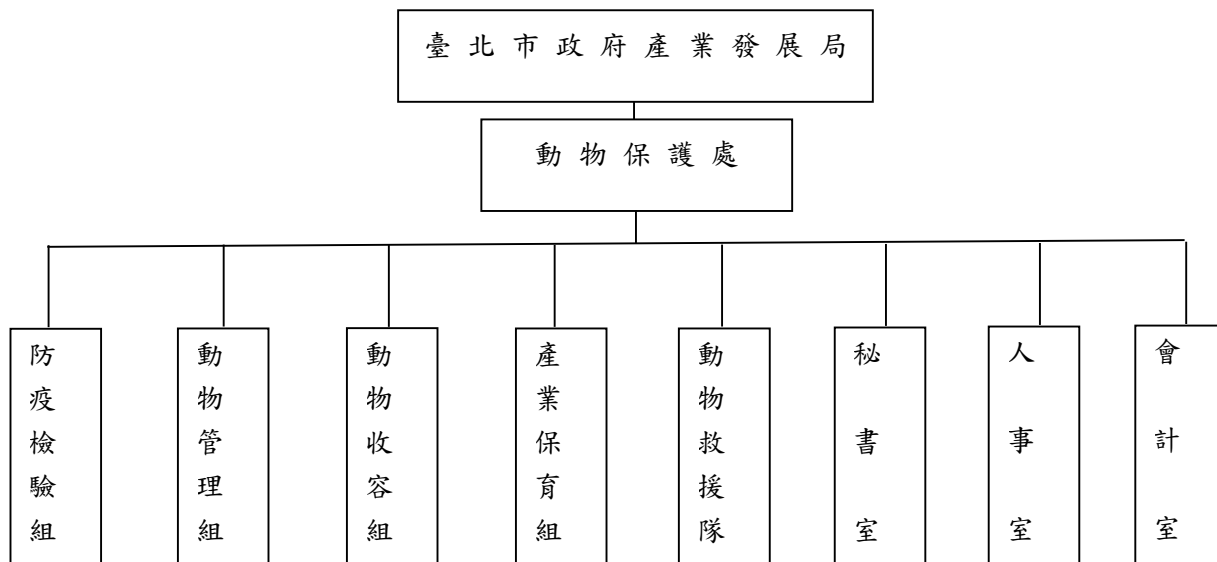 臺北市政府產業發展局
動物保護處
防疫檢驗組
動物管理組
動物收容組
產業保育組
動物救援隊
秘書室
人事室
會計室